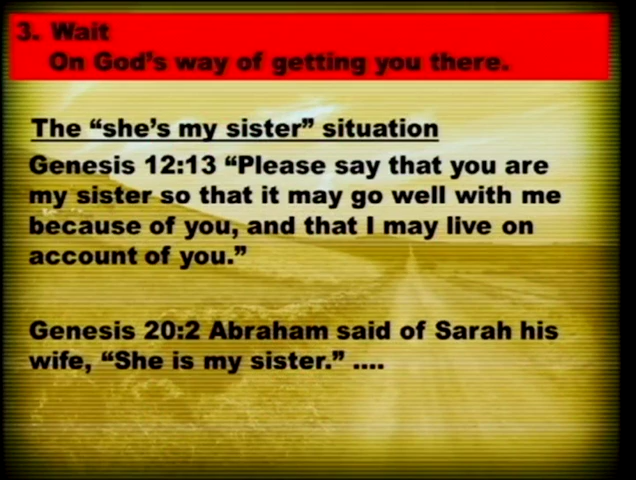 3. Wait
On God's way of getting you there.
The “she's my sister” situation
Genesis 12:13 “Please say that you are
my sister so that it may go well with me
because of you, and that I may live on
account of you.”
Genesis 20:2 Abraham said of Sarah his
wife, “She is my sister.” ....